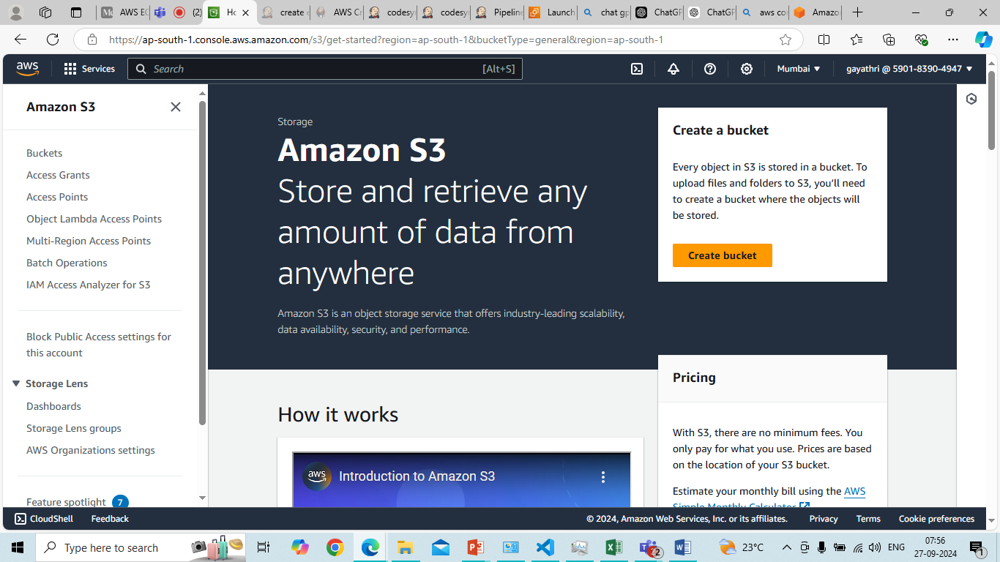 AWS EC
(2)
Ho
create e
AWS Cr
codesy
codesy
Pipeline
Launch
chat gp
ChatGP
ChatGP
aws co
Amazo
https://ap-south-1.console.aws.amazon.com/s3/get-started?region=ap-south-1&bucketType=general&region=ap-south-1
aws
Services
Search
[Alt+S]
Mumbai
gayathri @ 5901-8390-4947
Amazon S3
Buckets
Access Grants
Access Points
Object Lambda Access Points
Multi-Region Access Points
Batch Operations
IAM Access Analyzer for S3
Block Public Access settings for
this account
Storage Lens
Dashboards
Storage Lens groups
AWS Organizations settings
Feature spotlight 7
Storage
Amazon S3
Store and retrieve any
amount of data from
anywhere
Amazon S3 is an object storage service that offers industry-leading scalability,
data availability, security, and performance.
Create a bucket
Every object in S3 is stored in a bucket. To
upload files and folders to S3, you’ll need
to create a bucket where the objects will
be stored.
Create bucket
How it works
aws
Introduction to Amazon S3
Pricing
With S3, there are no minimum fees. You
only pay for what you use. Prices are based
on the location of your S3 bucket.
Estimate your monthly bill using the AWS
Simple Monthly Calculator
CloudShell
Feedback
© 2024, Amazon Web Services, Inc. or its affiliates.
Privacy
Terms
Cookie preferences
Type here to search
2
23°C
ENG
07:56
27-09-2024
1